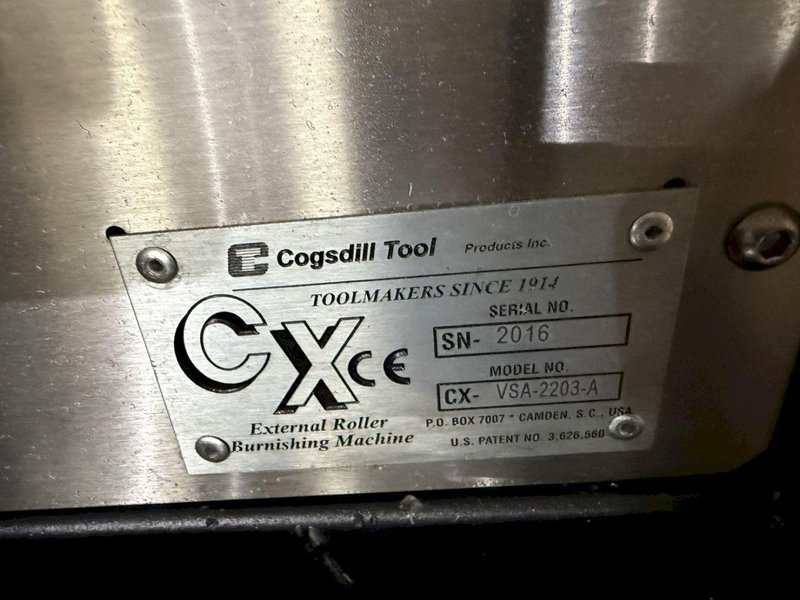 Cogsdill Tool Products Inc.
TOOLMAKERS SINCE 1914
CX CE
External Roller
Burnishing Machine
SERIAL NO.
SN- 2016
MODEL NO.
CX- VSA-2203-A
P.O. BOX 7007 - CAMDEN, S.C., USA
U.S. PATENT NO. 3,626,560